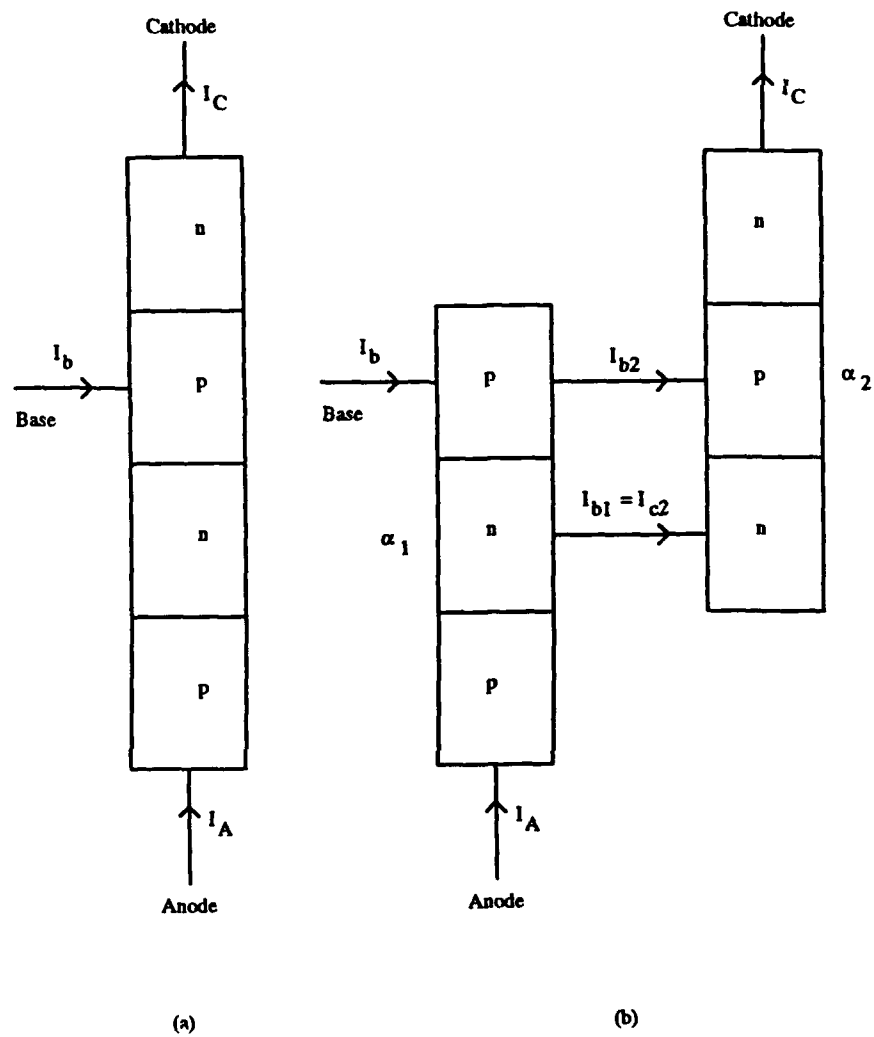 Cathode
I_C
n
I_b
p
Base
n
p
I_A
Anode
(a)
Cathode
I_C
n
I_b
p
I_b2
p
α_2
Base
I_b1 = I_c2
α_1
n
n
p
I_A
Anode
(b)